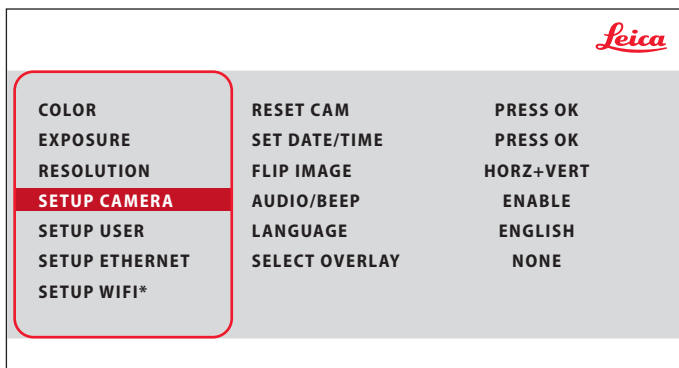 Leica
COLOR RESET CAM PRESS OK
EXPOSURE SET DATE/TIME PRESS OK
RESOLUTION FLIP IMAGE HORZ+VERT
SETUP CAMERA AUDIO/BEEP ENABLE
SETUP USER LANGUAGE ENGLISH
SETUP ETHERNET SELECT OVERLAY NONE
SETUP WIFI*